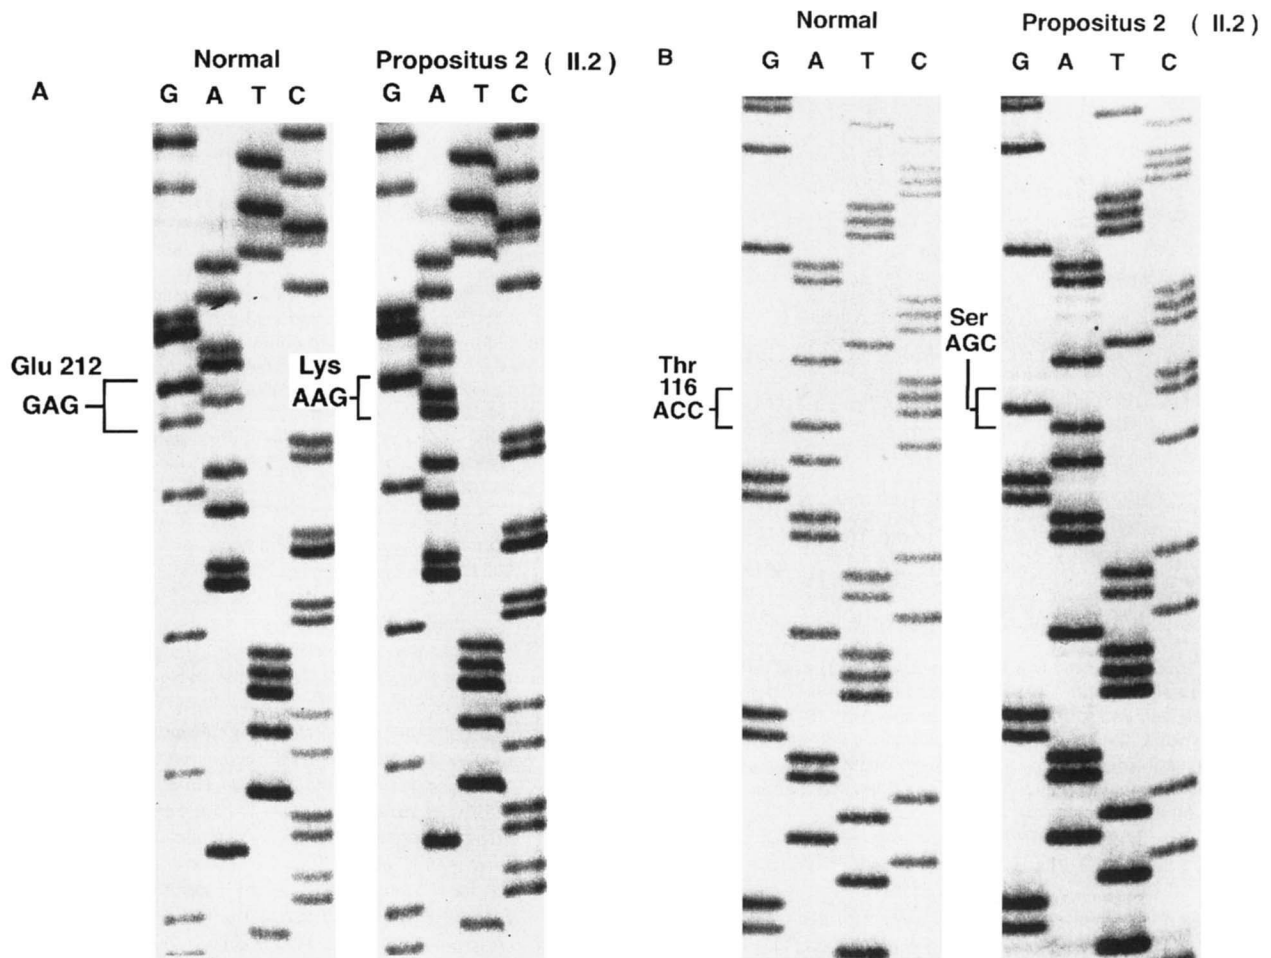 A
Normal
G A T C
Propositus 2 ( II.2 )
G A T C
Glu 212
GAG
Lys
AAG
B
Normal
G A T C
Propositus 2 ( II.2 )
G A T C
Thr
116
ACC
Ser
AGC